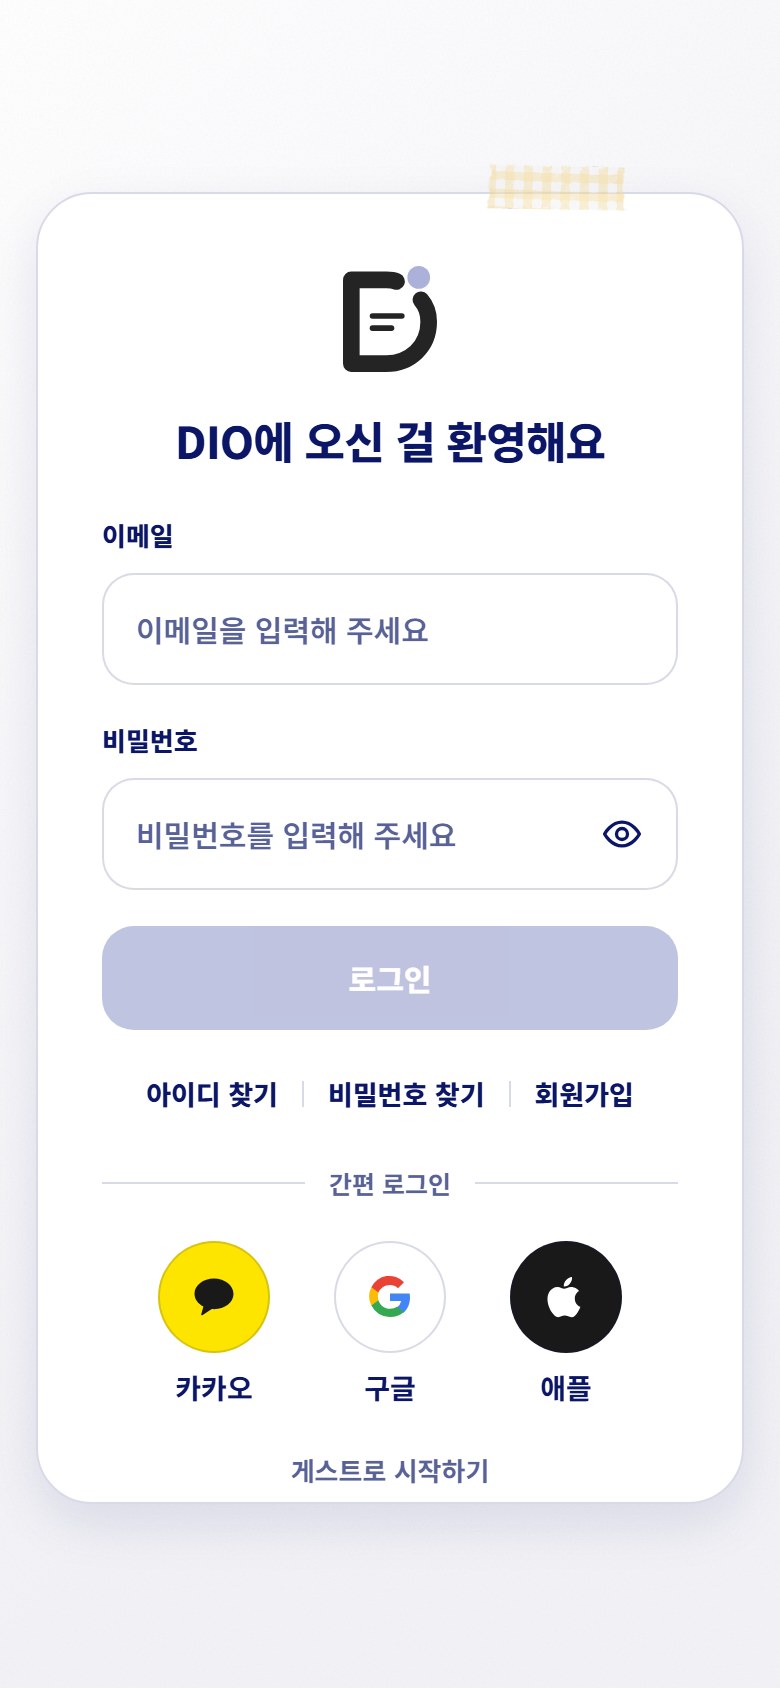 DIO에 오신 걸 환영해요
이메일
이메일을 입력해 주세요
비밀번호
비밀번호를 입력해 주세요
로그인
아이디 찾기 비밀번호 찾기 회원가입
간편 로그인
카카오 구글 애플
게스트로 시작하기